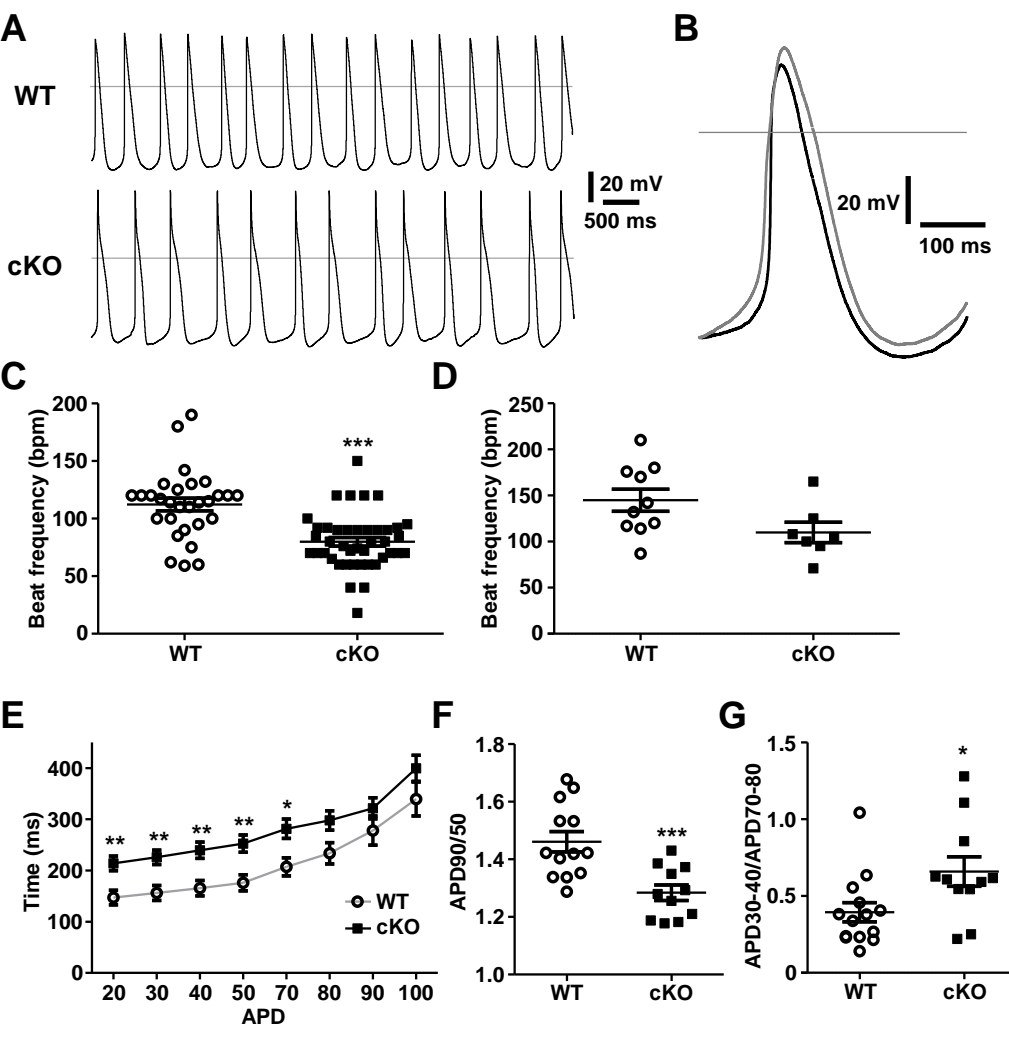 A
B
WT
20 mV
500 ms
cKO
20 mV
100 ms
C
D
Beat frequency (bpm)
200
150
100
50
0
***
WT
cKO
Beat frequency (bpm)
250
200
150
100
50
0
WT
cKO
E
F
G
Time (ms)
400
300
200
100
0
**
**
**
**
*
WT
cKO
20 30 40 50 70 80 90 100
APD
APD90/50
1.8
1.6
1.4
1.2
1.0
***
WT
cKO
APD30-40/APD70-80
1.5
1.0
0.5
0
*
WT
cKO